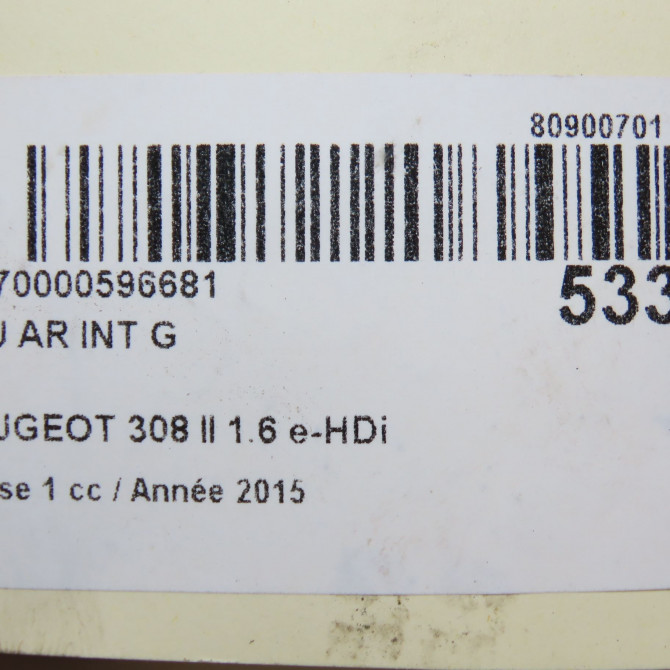 80900701
70000596681
533
U AR INT G
UGEOT 308 II 1.6 e-HDi
se 1 cc / Année 2015